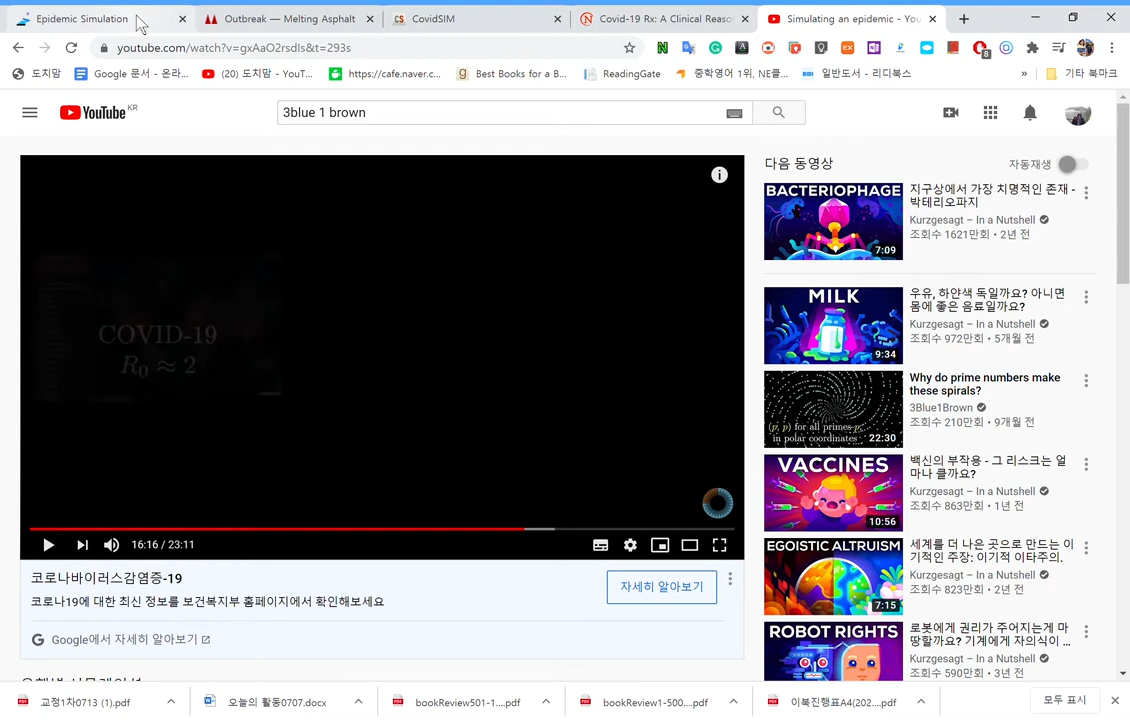 Epidemic Simulation
Outbreak — Melting Asphalt
CS CovidSIM
Covid-19 Rx: A Clinical Reaso
Simulating an epidemic - You
youtube.com/watch?v=gxAaO2rsdIs&t=293s
8
도치맘
Google 문서 - 온라...
(20) 도치맘 - YouT...
https://cafe.naver.c...
Best Books for a B...
ReadingGate
중학영어 1위, NE클...
RIDI 일반도서 - 리디북스
»
기타 북마크
YouTube KR
3blue 1 brown
COVID-19
R₀ ≈ 2
16:16 / 23:11
코로나바이러스감염증-19
코로나19에 대한 최신 정보를 보건복지부 홈페이지에서 확인해보세요
자세히 알아보기
Google에서 자세히 알아보기
다음 동영상
자동재생
BACTERIOPHAGE
7:09
지구상에서 가장 치명적인 존재 -
박테리오파지
Kurzgesagt – In a Nutshell
조회수 1621만회 • 2년 전
MILK
9:34
우유, 하얀색 독일까요? 아니면
몸에 좋은 음료일까요?
Kurzgesagt – In a Nutshell
조회수 972만회 • 5개월 전
(p, p) for all primes p,
in polar coordinates
22:30
Why do prime numbers make
these spirals?
3Blue1Brown
조회수 210만회 • 9개월 전
VACCINES
10:56
백신의 부작용 - 그 리스크는 얼
마나 클까요?
Kurzgesagt – In a Nutshell
조회수 863만회 • 1년 전
EGOISTIC ALTRUISM
7:15
세계를 더 나은 곳으로 만드는 이
기적인 주장: 이기적 이타주의.
Kurzgesagt – In a Nutshell
조회수 823만회 • 2년 전
ROBOT RIGHTS
로봇에게 권리가 주어지는게 마
땅할까요? 기계에게 자의식이 ...
Kurzgesagt – In a Nutshell
조회수 590만회 • 3년 전
교정1차0713 (1).pdf
오늘의 활동0707.docx
bookReview501-1....pdf
bookReview1-500....pdf
이북진행표A4(202....pdf
모두 표시